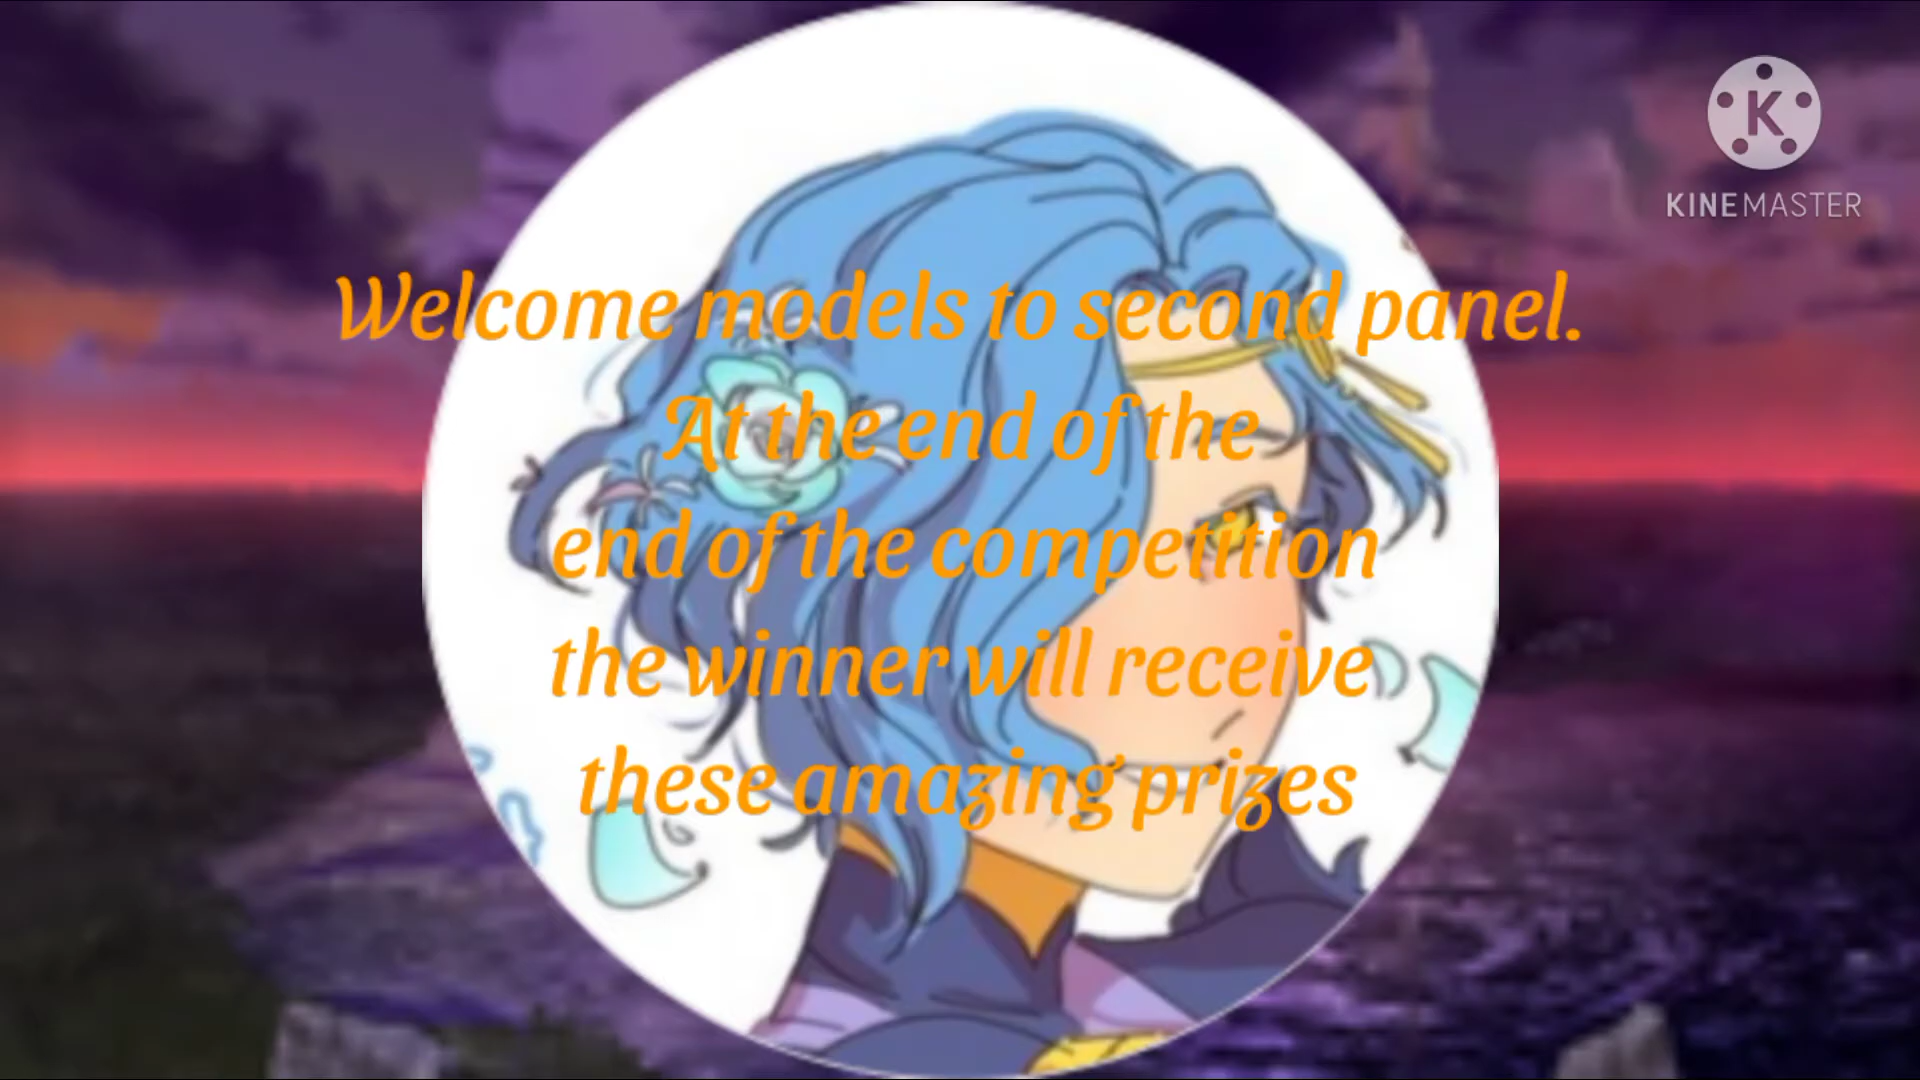 KINEMASTER
Welcome models to second panel.
At the end of the
end of the competition
the winner will receive
these amazing prizes